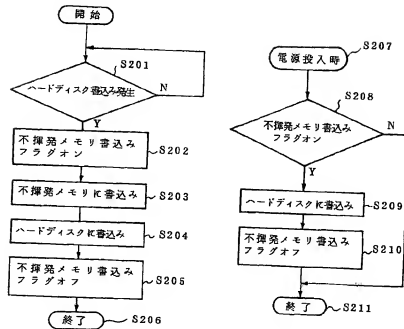 開始
S201
ハードディスク書込み発生
N
Y
不揮発メモリ書込み
フラグオン
S202
不揮発メモリに書込み
S203
ハードディスクに書込み
S204
不揮発メモリ書込み
フラグオフ
S205
終了
S206
電源投入時
S207
S208
不揮発メモリ書込み
フラグオン
N
Y
ハードディスクに書込み
S209
不揮発メモリ書込み
フラグオフ
S210
終了
S211